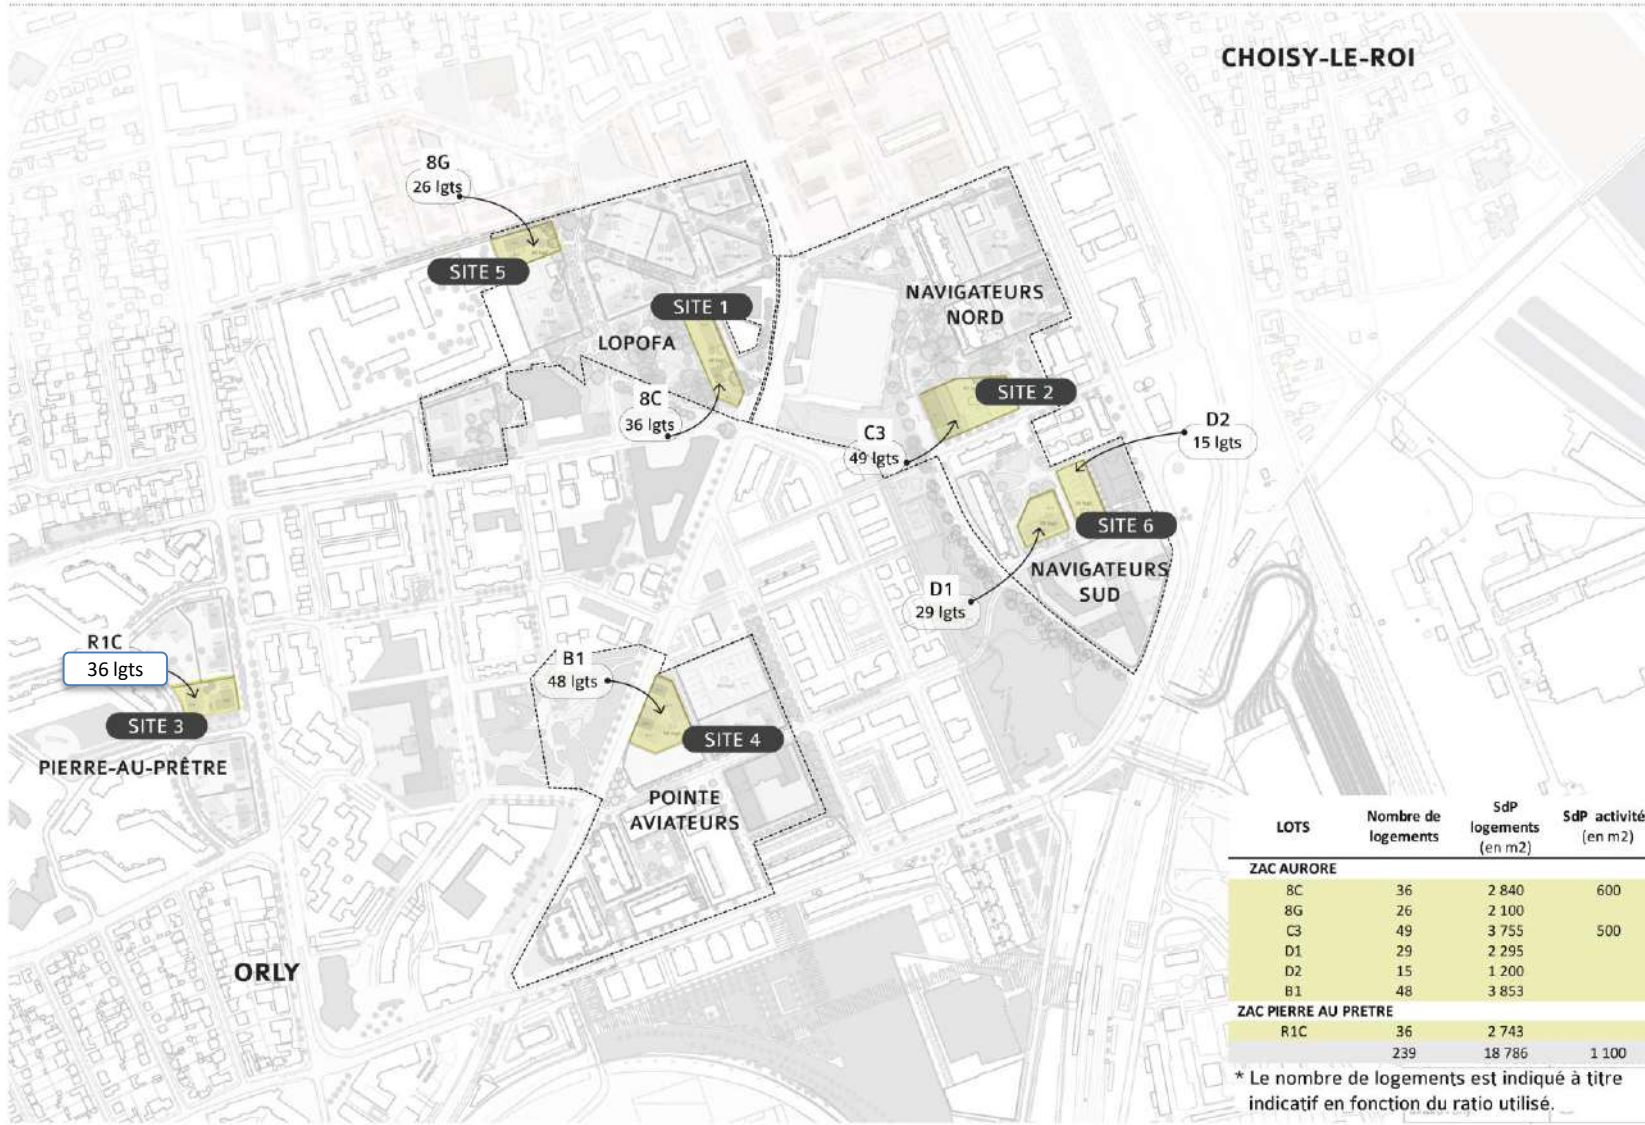 CHOISY-LE-ROI
8G
26 lgts
SITE 5
SITE 1
LOPOFA
NAVIGATEURS
NORD
8C
36 lgts
SITE 2
C3
49 lgts
D2
15 lgts
SITE 6
NAVIGATEURS
SUD
D1
29 lgts
R1C
36 lgts
SITE 3
PIERRE-AU-PRÊTRE
B1
48 lgts
SITE 4
POINTE
AVIATEURS
ORLY
LOTS Nombre de logements SdP logements (en m2) SdP activité (en m2)
ZAC AURORE
8C 36 2 840 600
8G 26 2 100
C3 49 3 755 500
D1 29 2 295
D2 15 1 200
B1 48 3 853
ZAC PIERRE AU PRETRE
R1C 36 2 743
239 18 786 1 100
* Le nombre de logements est indiqué à titre
indicatif en fonction du ratio utilisé.